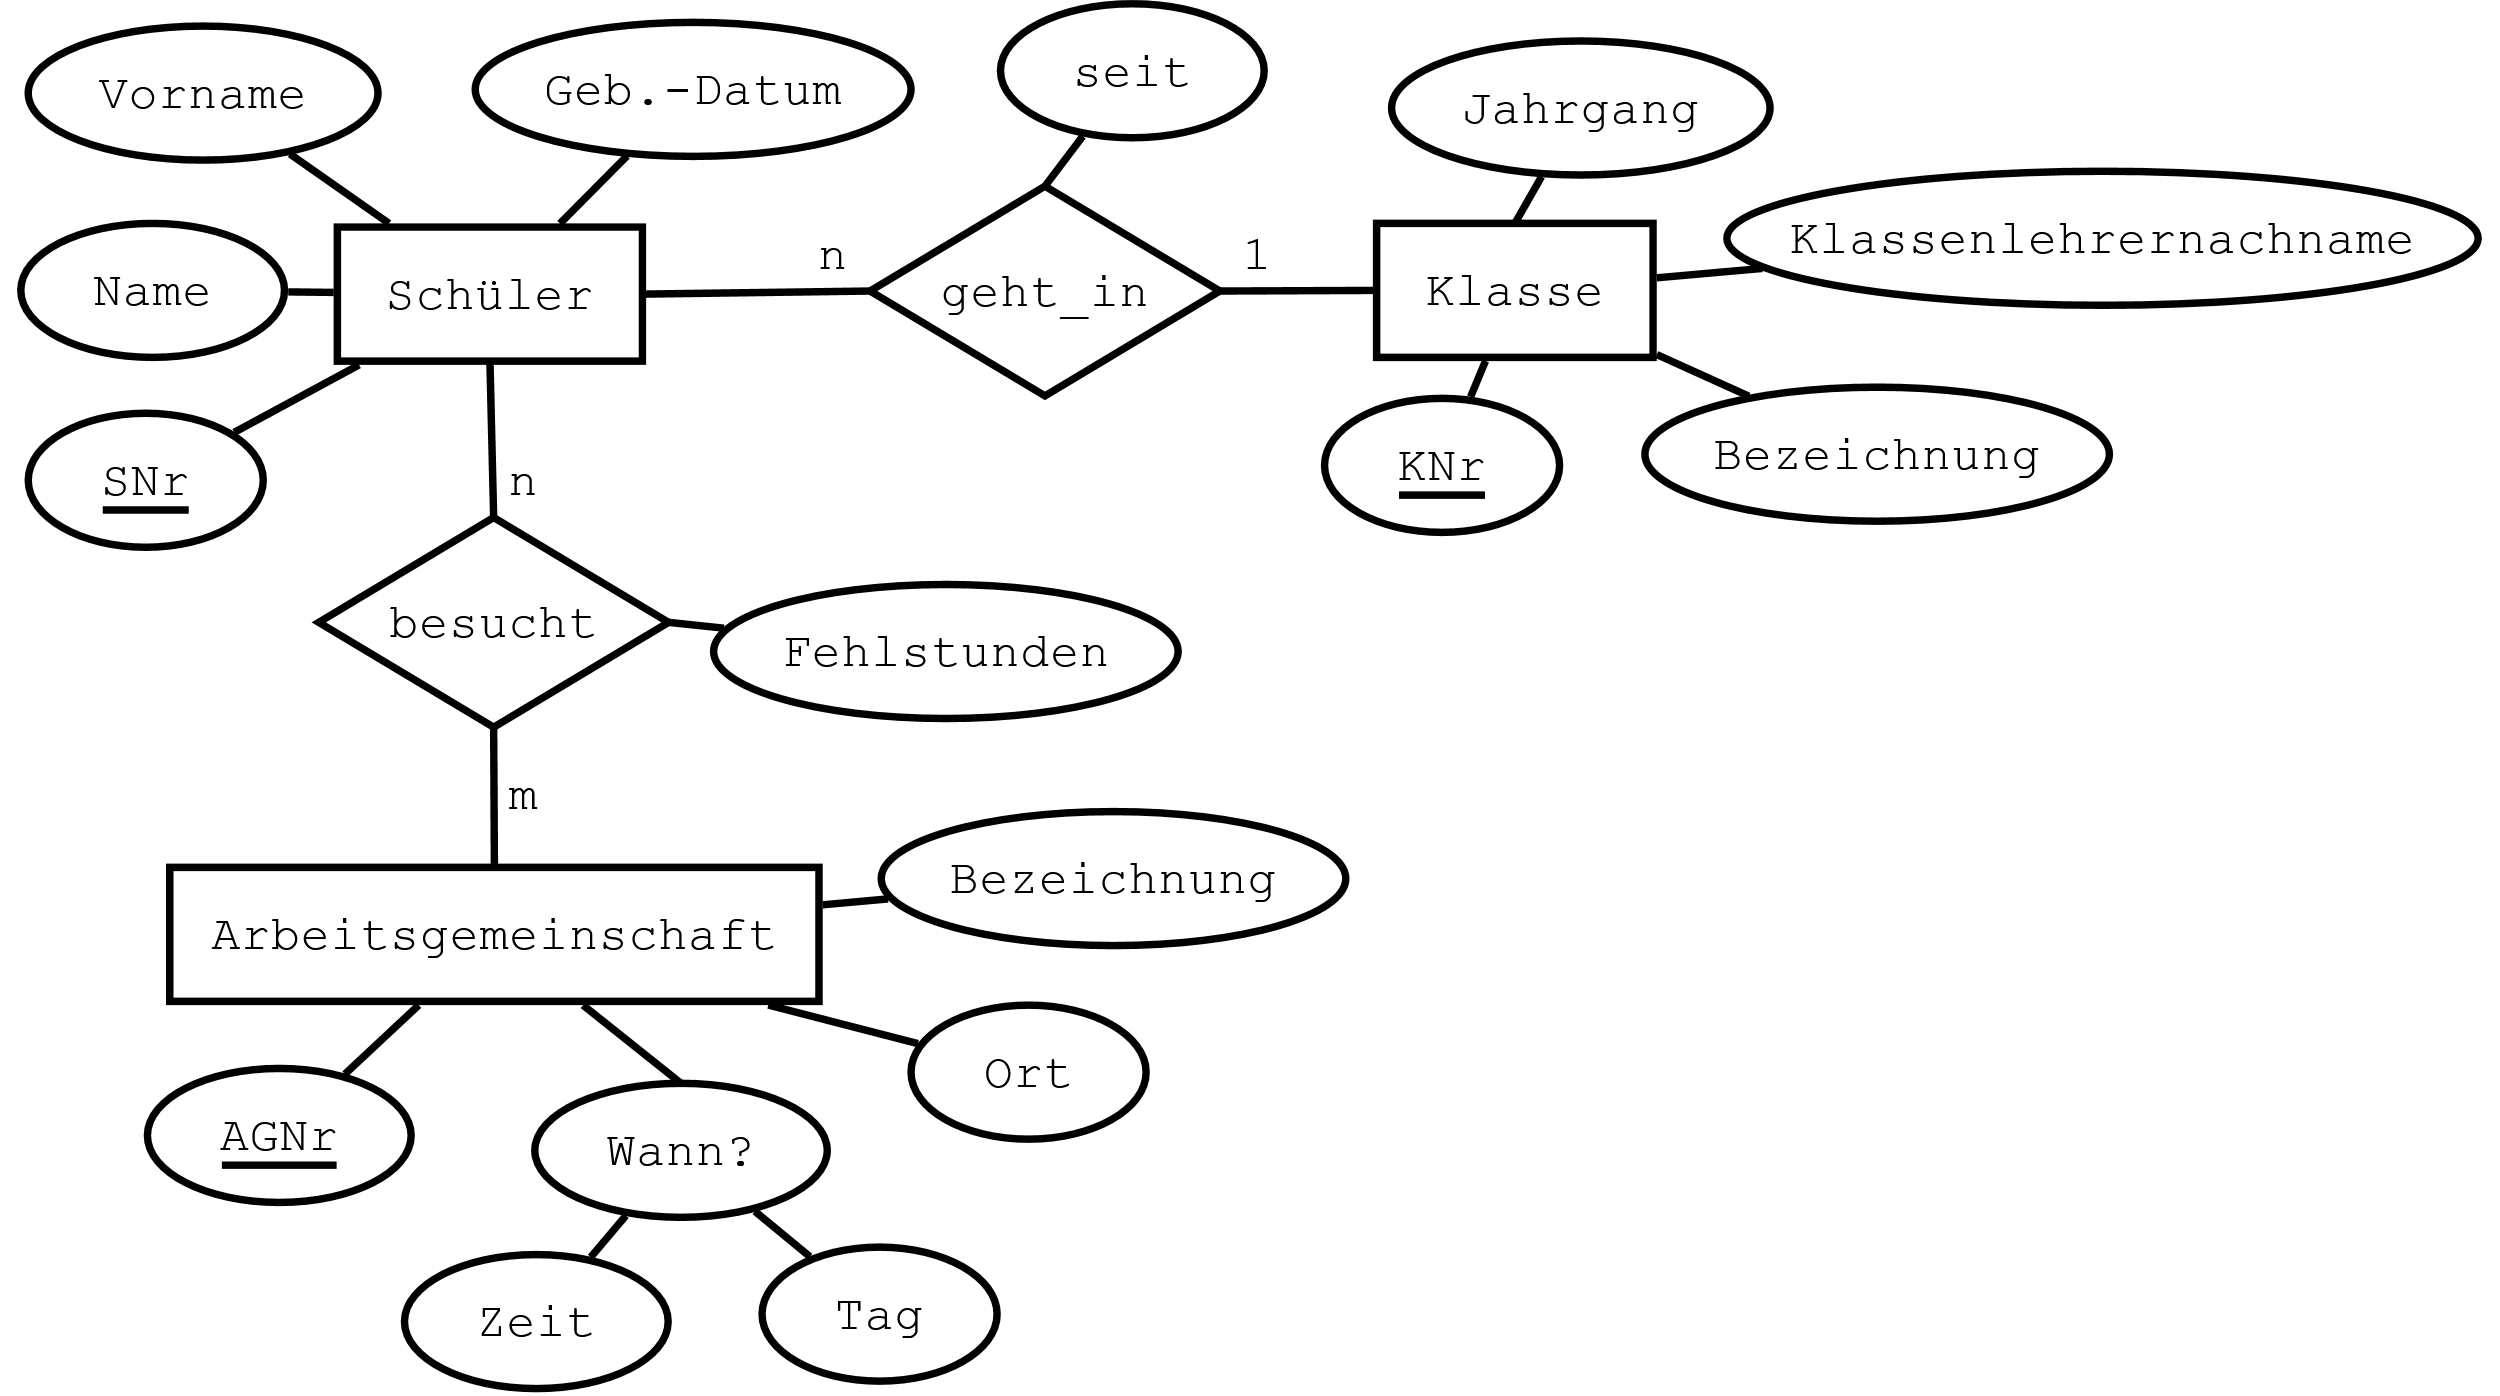 seit
Vorname
Geb.-Datum
Jahrgang
Klassenlehrernachname
n
1
Name
Schüler
geht_in
Klasse
SNr
n
KNr
Bezeichnung
besucht
Fehlstunden
m
Bezeichnung
Arbeitsgemeinschaft
Ort
AGNr
Wann?
Zeit
Tag